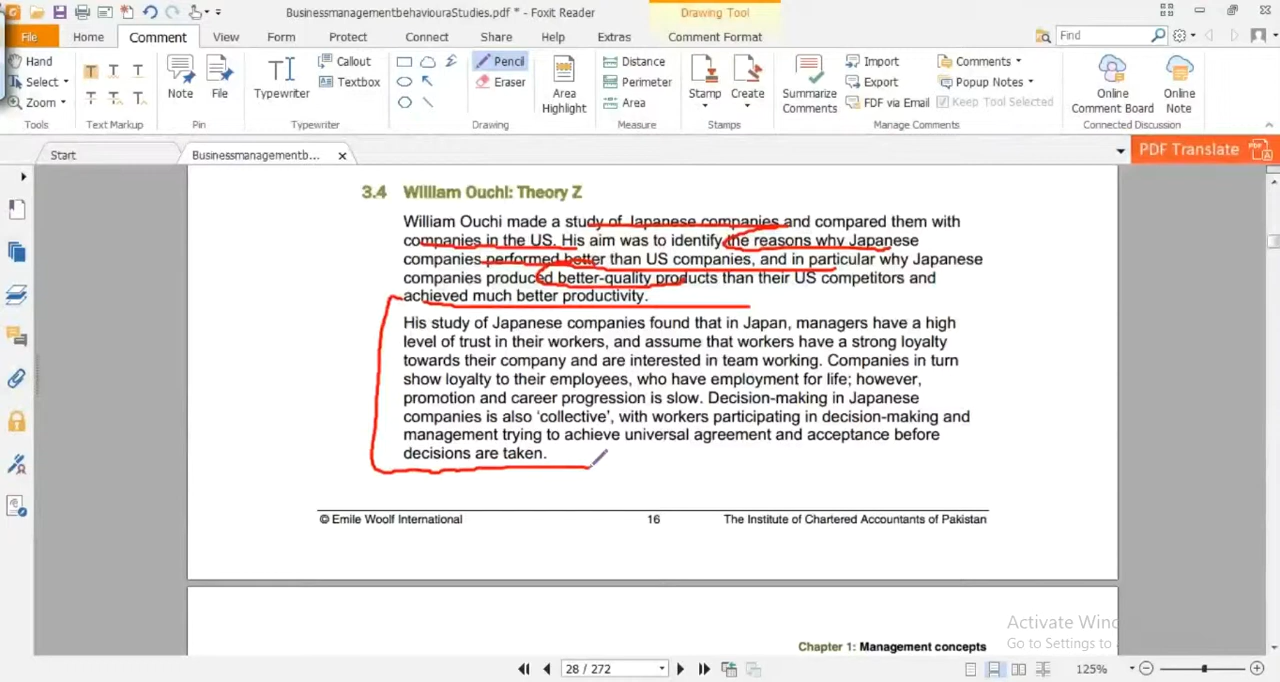 BusinessmanagementbehaviouraStudies.pdf * - Foxit Reader
Drawing Tool
File Home Comment View Form Protect Connect Share Help Extras Comment Format
Find
Hand
Select
Zoom
Tools
Text Markup
Note
File
Pin
Typewriter
Callout
Textbox
Typewriter
Pencil
Eraser
Drawing
Area
Highlight
Distance
Perimeter
Area
Measure
Stamp
Create
Stamps
Summarize
Comments
Import
Export
FDF via Email
Comments
Popup Notes
Keep Tool Selected
Manage Comments
Online
Comment Board
Online
Note
Connected Discussion
Start
Businessmanagementb...
PDF Translate
3.4 William Ouchi: Theory Z
William Ouchi made a study of Japanese companies and compared them with
companies in the US. His aim was to identify the reasons why Japanese
companies performed better than US companies, and in particular why Japanese
companies produced better-quality products than their US competitors and
achieved much better productivity.
His study of Japanese companies found that in Japan, managers have a high
level of trust in their workers, and assume that workers have a strong loyalty
towards their company and are interested in team working. Companies in turn
show loyalty to their employees, who have employment for life; however,
promotion and career progression is slow. Decision-making in Japanese
companies is also ‘collective’, with workers participating in decision-making and
management trying to achieve universal agreement and acceptance before
decisions are taken.
© Emile Woolf International 16 The Institute of Chartered Accountants of Pakistan
Activate Wind
Go to Settings to
Chapter 1: Management concepts
28 / 272
125%